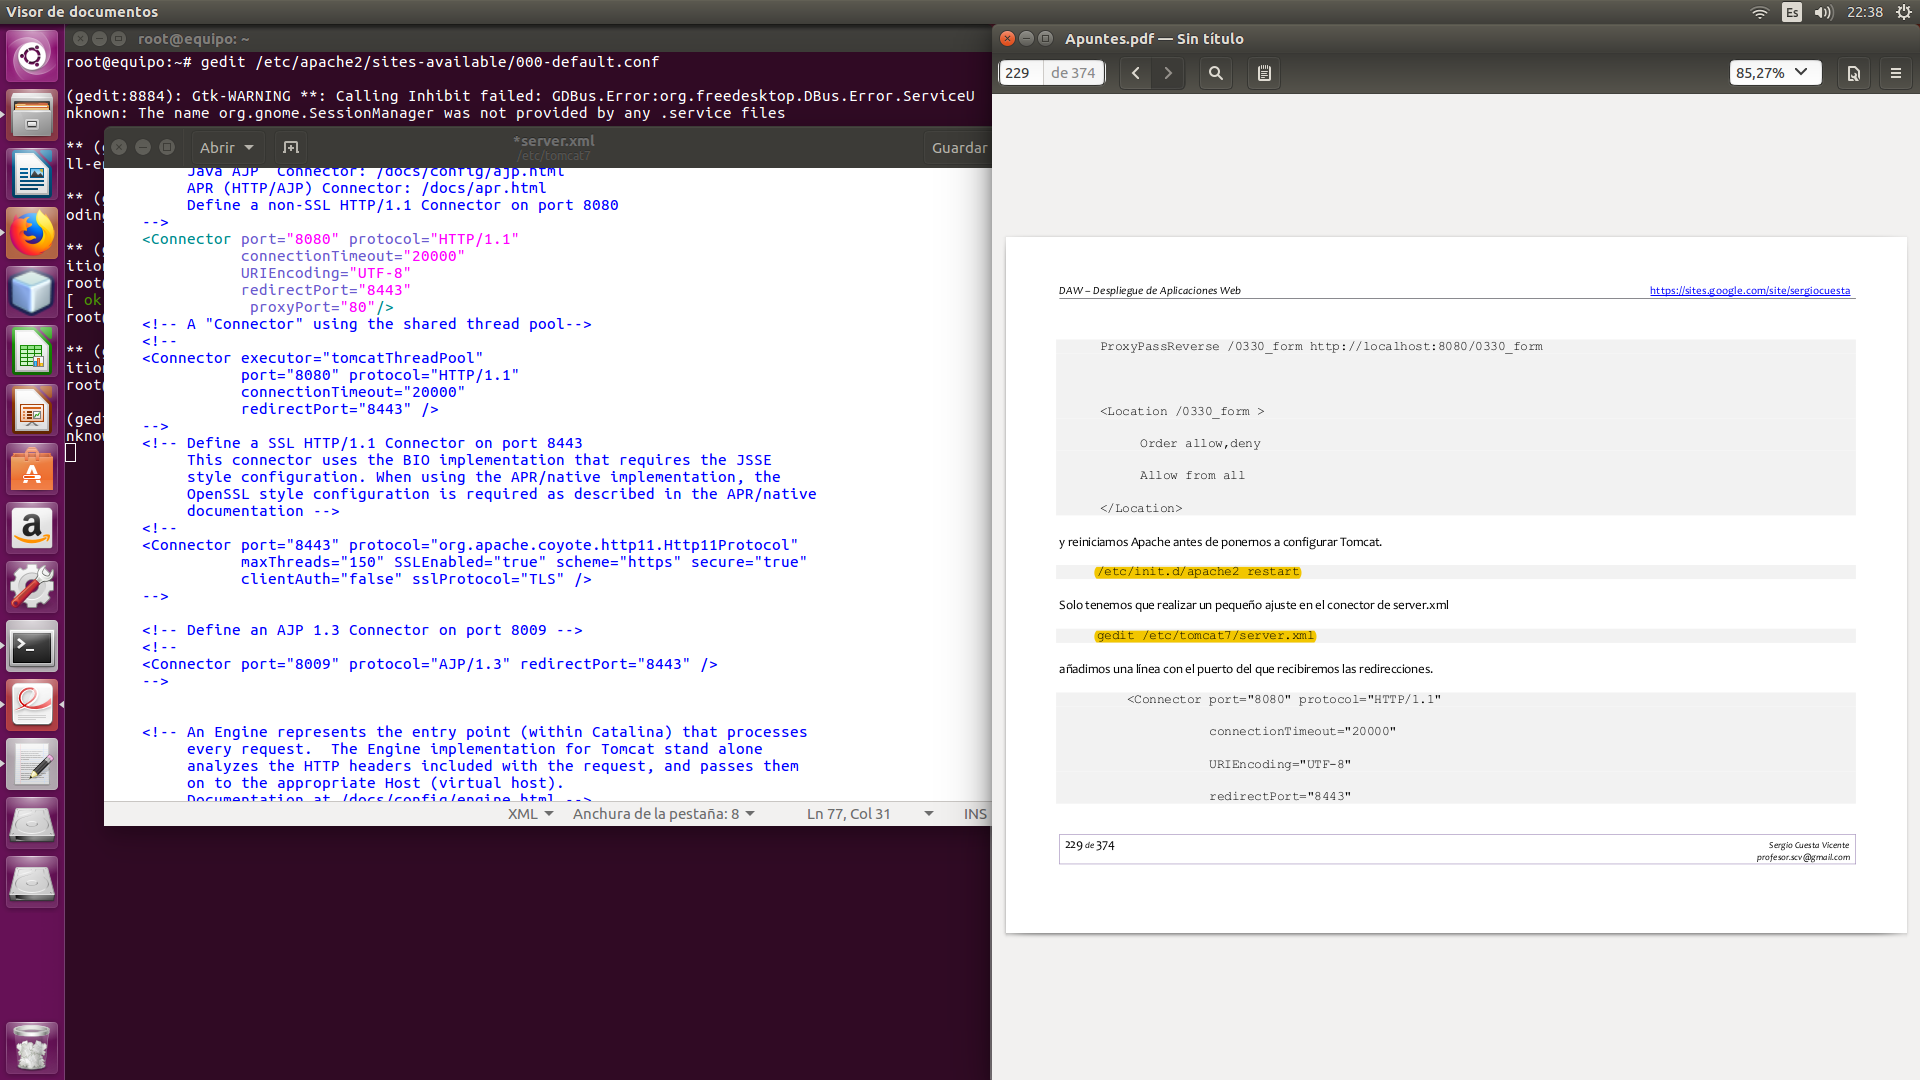 Visor de documentos
Es
22:38
root@equipo: ~
root@equipo:~# gedit /etc/apache2/sites-available/000-default.conf
(gedit:8884): Gtk-WARNING **: Calling Inhibit failed: GDBus.Error:org.freedesktop.DBus.Error.ServiceU
nknown: The name org.gnome.SessionManager was not provided by any .service files
** (g
ll-en
** (g
oding
** (g
ition
root@
[ ok
root@
** (g
ition
root@
(gedi
nknow
Abrir
*server.xml
/etc/tomcat7
Guardar
Java AJP  Connector: /docs/config/ajp.html
APR (HTTP/AJP) Connector: /docs/apr.html
Define a non-SSL HTTP/1.1 Connector on port 8080
-->
<Connector port="8080" protocol="HTTP/1.1"
connectionTimeout="20000"
URIEncoding="UTF-8"
redirectPort="8443"
proxyPort="80"/>
<!-- A "Connector" using the shared thread pool-->
<!--
<Connector executor="tomcatThreadPool"
port="8080" protocol="HTTP/1.1"
connectionTimeout="20000"
redirectPort="8443" />
-->
<!-- Define a SSL HTTP/1.1 Connector on port 8443
This connector uses the BIO implementation that requires the JSSE
style configuration. When using the APR/native implementation, the
OpenSSL style configuration is required as described in the APR/native
documentation -->
<!--
<Connector port="8443" protocol="org.apache.coyote.http11.Http11Protocol"
maxThreads="150" SSLEnabled="true" scheme="https" secure="true"
clientAuth="false" sslProtocol="TLS" />
-->
<!-- Define an AJP 1.3 Connector on port 8009 -->
<!--
<Connector port="8009" protocol="AJP/1.3" redirectPort="8443" />
-->
<!-- An Engine represents the entry point (within Catalina) that processes
every request.  The Engine implementation for Tomcat stand alone
analyzes the HTTP headers included with the request, and passes them
on to the appropriate Host (virtual host).
Documentation at /docs/config/engine.html -->
XML
Anchura de la pestaña: 8
Ln 77, Col 31
INS
Apuntes.pdf — Sin título
229
de 374
85,27%
DAW – Despliegue de Aplicaciones Web
https://sites.google.com/site/sergiocuesta
ProxyPassReverse /0330_form http://localhost:8080/0330_form
<Location /0330_form >
Order allow,deny
Allow from all
</Location>
y reiniciamos Apache antes de ponernos a configurar Tomcat.
/etc/init.d/apache2 restart
Solo tenemos que realizar un pequeño ajuste en el conector de server.xml
gedit /etc/tomcat7/server.xml
añadimos una línea con el puerto del que recibiremos las redirecciones.
<Connector port="8080" protocol="HTTP/1.1"
connectionTimeout="20000"
URIEncoding="UTF-8"
redirectPort="8443"
229 de 374
Sergio Cuesta Vicente
profesor.scv@gmail.com